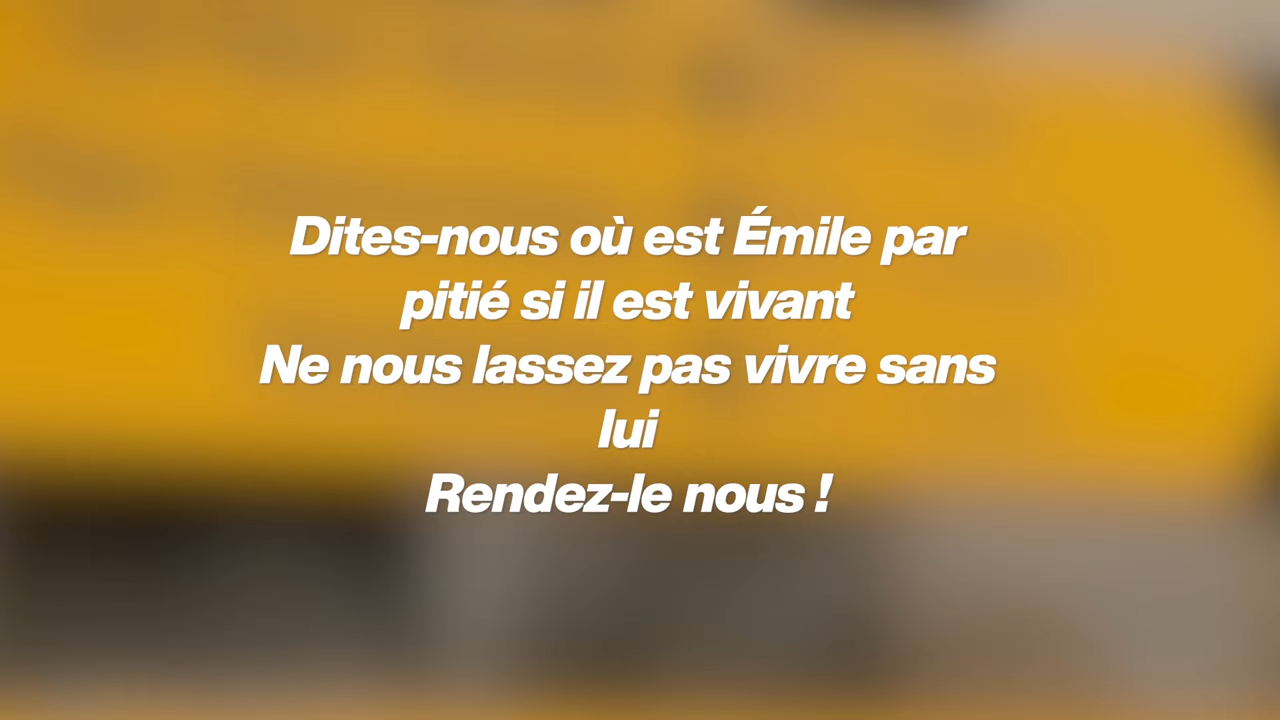 Dites-nous où est Émile par
pitié si il est vivant
Ne nous lassez pas vivre sans
lui
Rendez-le nous !